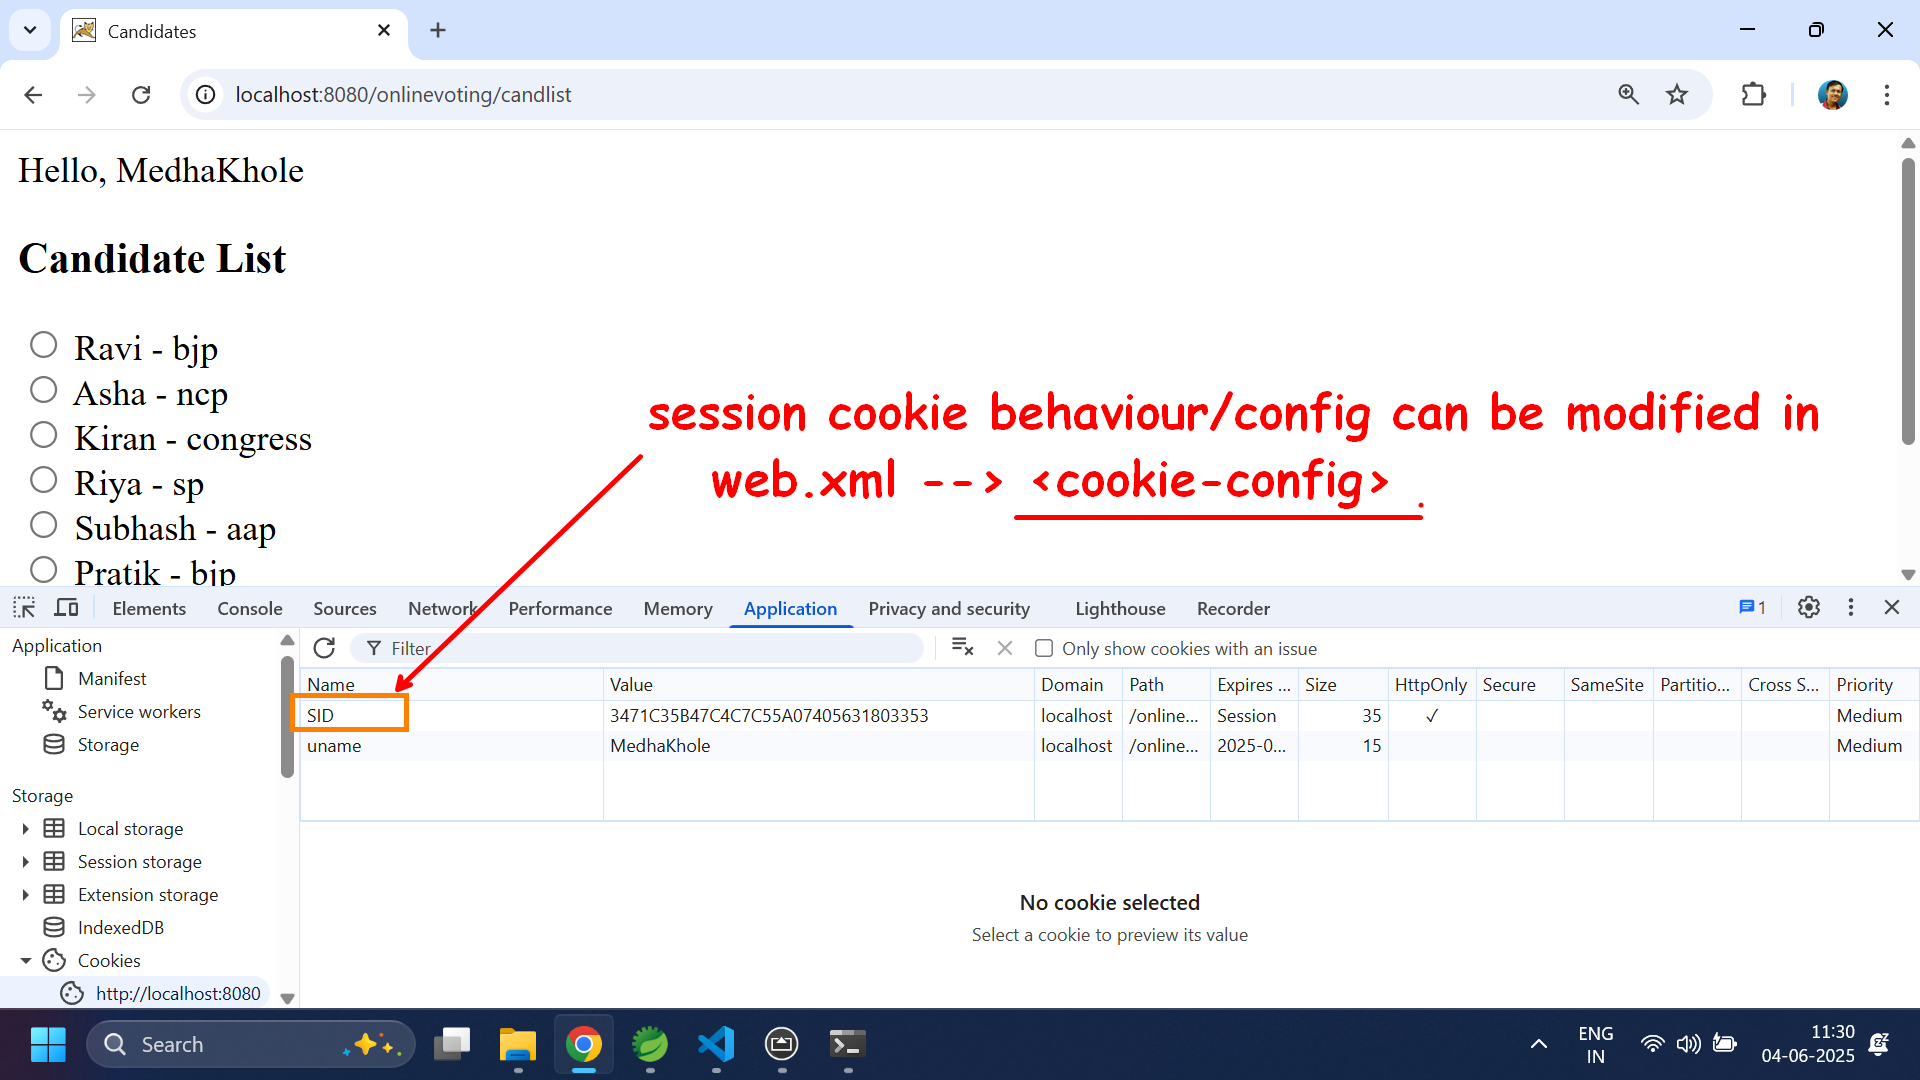 Candidates
localhost:8080/onlinevoting/candlist
Hello, MedhaKhole
Candidate List
Ravi - bjp
Asha - ncp
Kiran - congress
Riya - sp
Subhash - aap
Pratik - bjp
session cookie behaviour/config can be modified in
web.xml --> <cookie-config> .
Elements Console Sources Network Performance Memory Application Privacy and security Lighthouse Recorder 1
Application
Manifest
Service workers
Storage
Storage
Local storage
Session storage
Extension storage
IndexedDB
Cookies
http://localhost:8080
Filter
Only show cookies with an issue
Name Value Domain Path Expires ... Size HttpOnly Secure SameSite Partitio... Cross S... Priority
SID 3471C35B47C4C7C55A07405631803353 localhost /online... Session 35 ✓ Medium
uname MedhaKhole localhost /online... 2025-0... 15 Medium
No cookie selected
Select a cookie to preview its value
Search
ENG
IN
11:30
04-06-2025